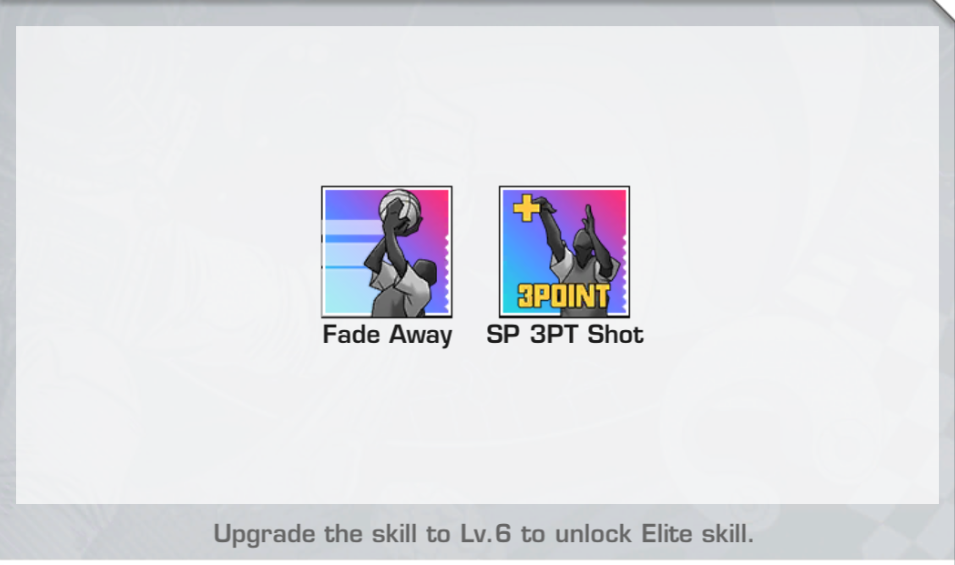 3POINT
Fade Away
SP 3PT Shot
Upgrade the skill to Lv.6 to unlock Elite skill.